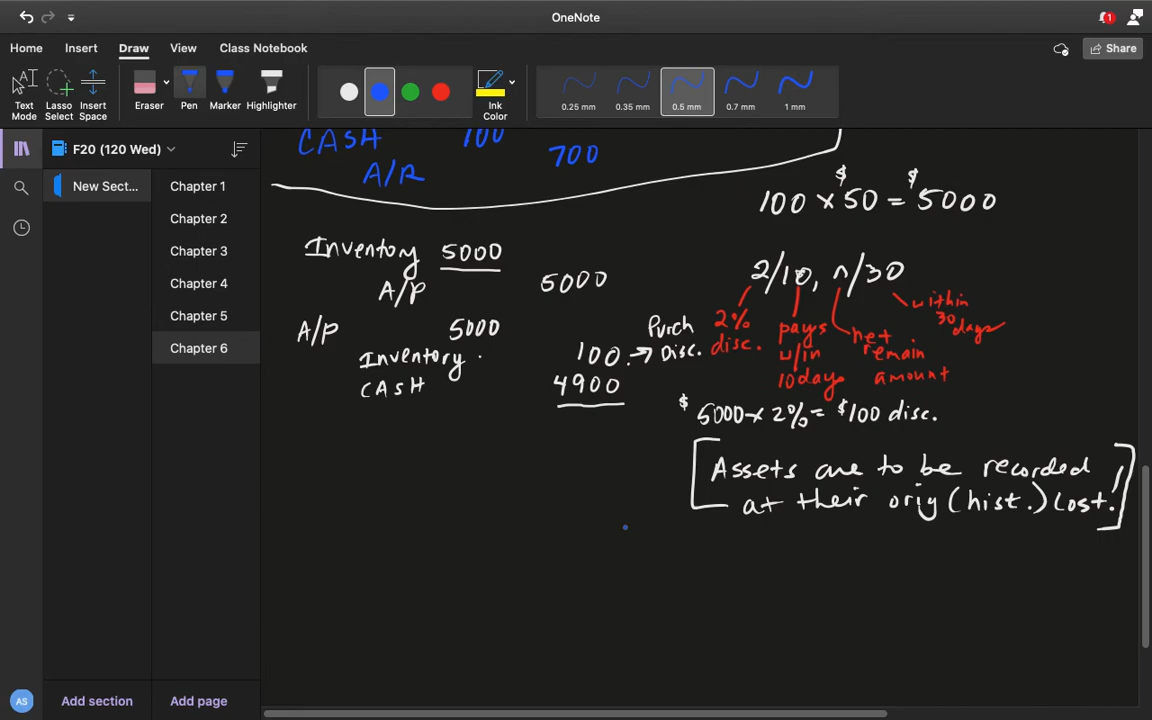 OneNote
1
Home Insert Draw View Class Notebook
Share
Text Mode
Lasso Select
Insert Space
Eraser
Pen
Marker
Highlighter
Ink Color
0.25 mm
0.35 mm
0.5 mm
0.7 mm
1 mm
F20 (120 Wed)
New Sect...
Chapter 1
Chapter 2
Chapter 3
Chapter 4
Chapter 5
Chapter 6
Add section
Add page
AS
CASH 100
A/R 700
100 × $50 = $5000
Inventory 5000
A/P 5000
A/P 5000
Inventory 100 → Purch Disc.
CASH 4900
2/10, n/30
2% disc.
pays w/in 10 days
net remain amount
within 30 days
$5000 × 2% = $100 disc.
[Assets are to be recorded
at their orig (hist.) cost.]